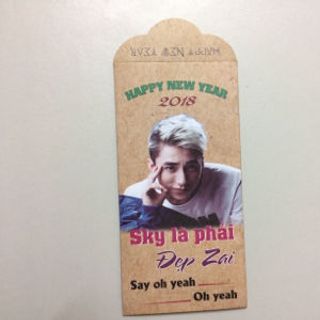 HAPPY NEW YEAR
2018
Sky là phải
Đẹp Zai
Say oh yeah
Oh yeah